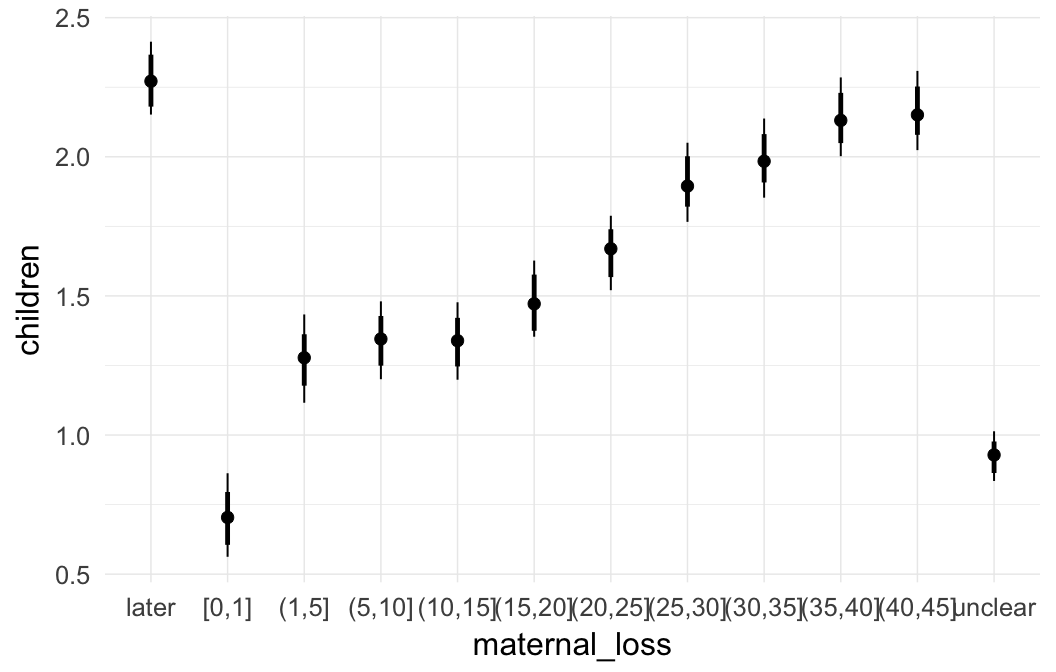 2.5
2.0
children
1.5
1.0
0.5
later [0,1] (1,5] (5,10] (10,15] (15,20] (20,25] (25,30] (30,35] (35,40] (40,45] unclear
maternal_loss